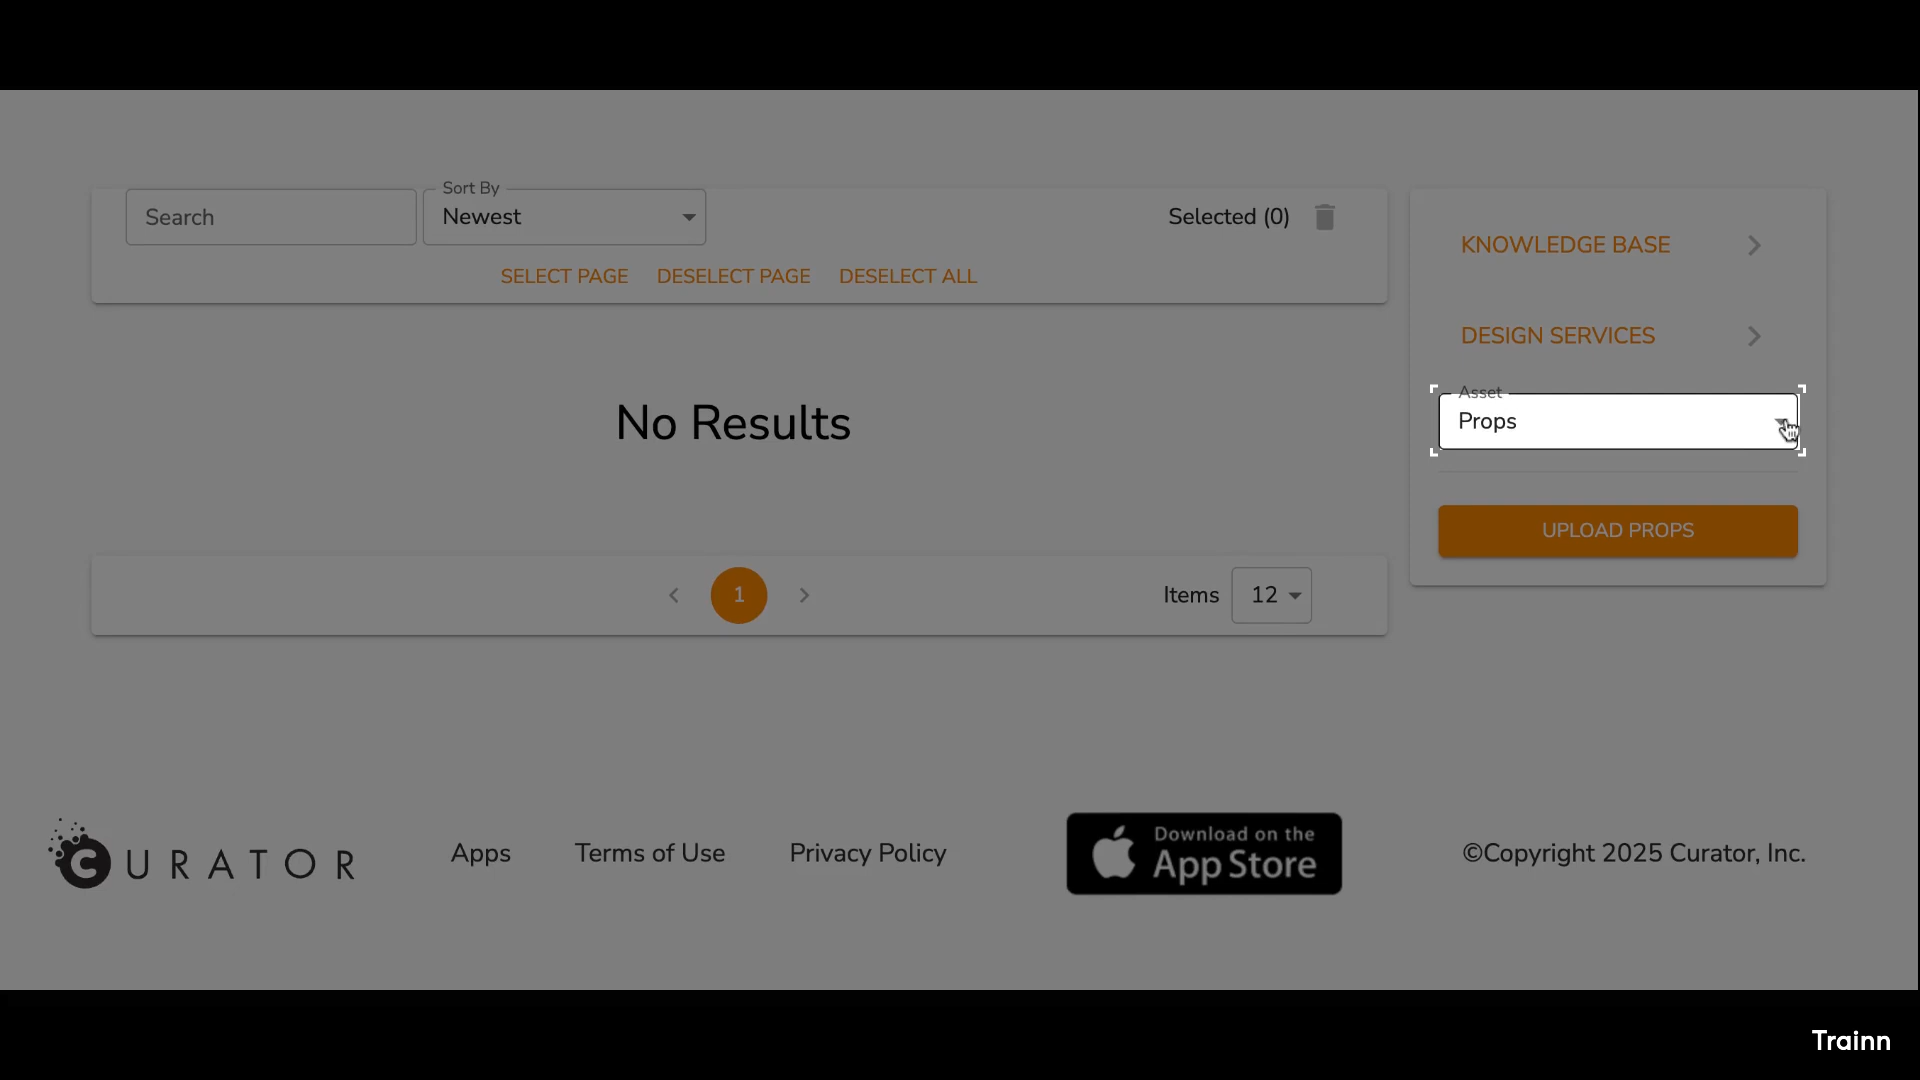 Search
Sort By
Newest
Selected (0)
SELECT PAGE
DESELECT PAGE
DESELECT ALL
No Results
1
Items
12
KNOWLEDGE BASE
DESIGN SERVICES
Asset
Props
UPLOAD PROPS
CURATOR
Apps
Terms of Use
Privacy Policy
Download on the
App Store
©Copyright 2025 Curator, Inc.
Trainn